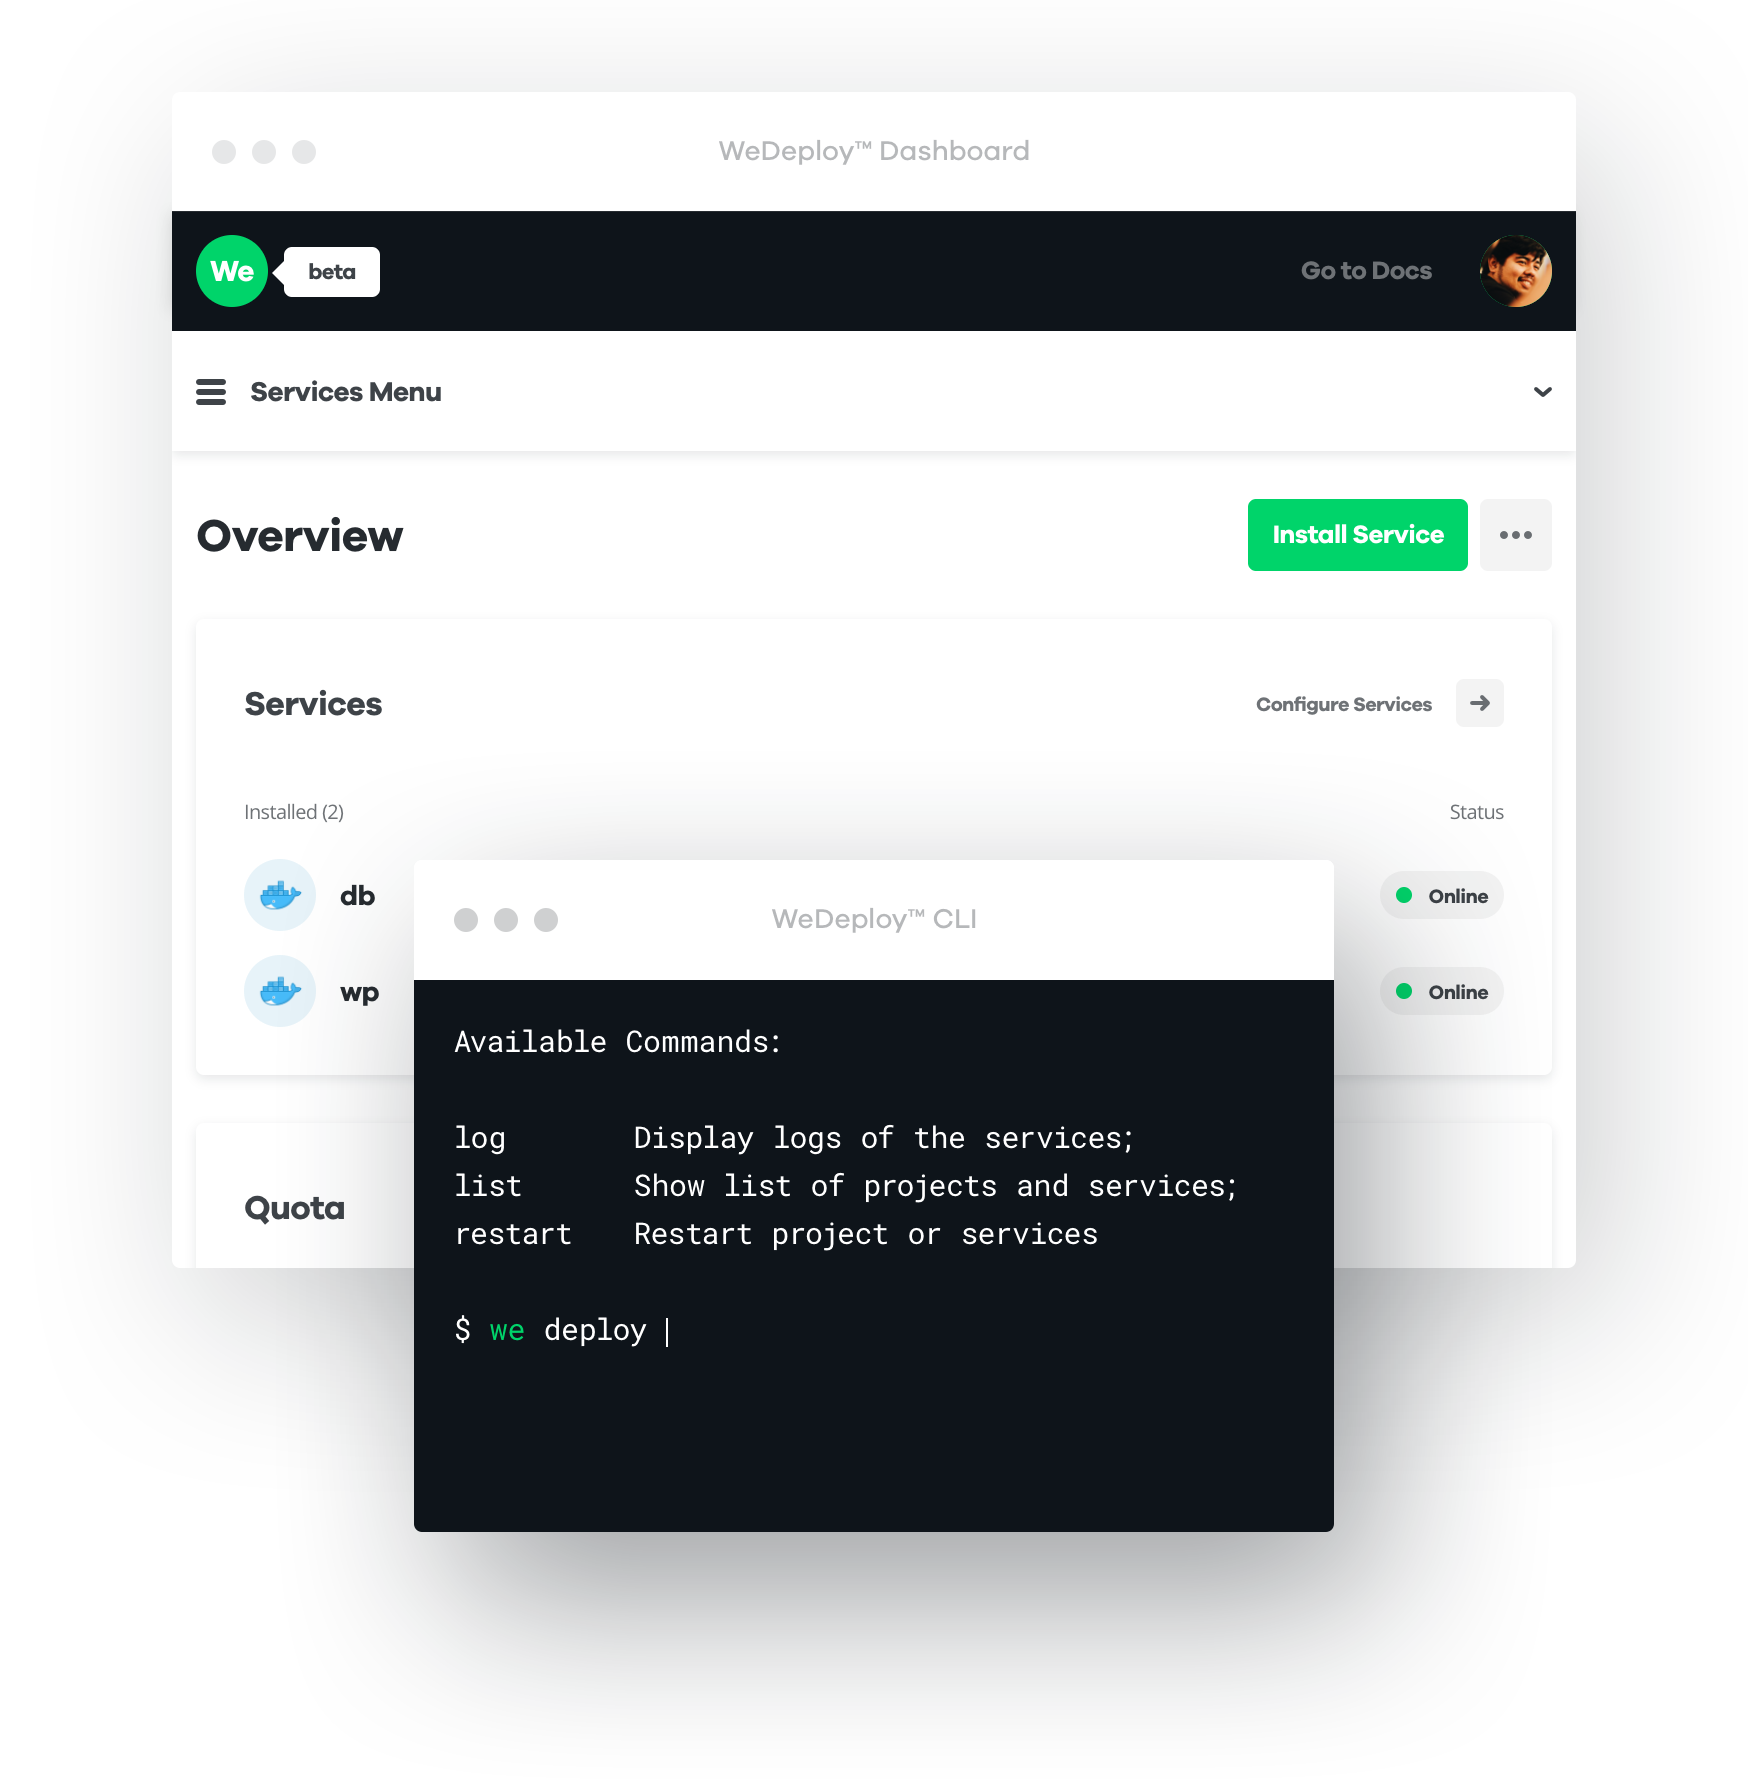 WeDeploy™ Dashboard
We
beta
Go to Docs
Services Menu
Overview
Install Service
Services
Configure Services
Installed (2)
Status
db
Online
wp
Online
Quota
WeDeploy™ CLI
Available Commands:
log Display logs of the services;
list Show list of projects and services;
restart Restart project or services
$ we deploy |